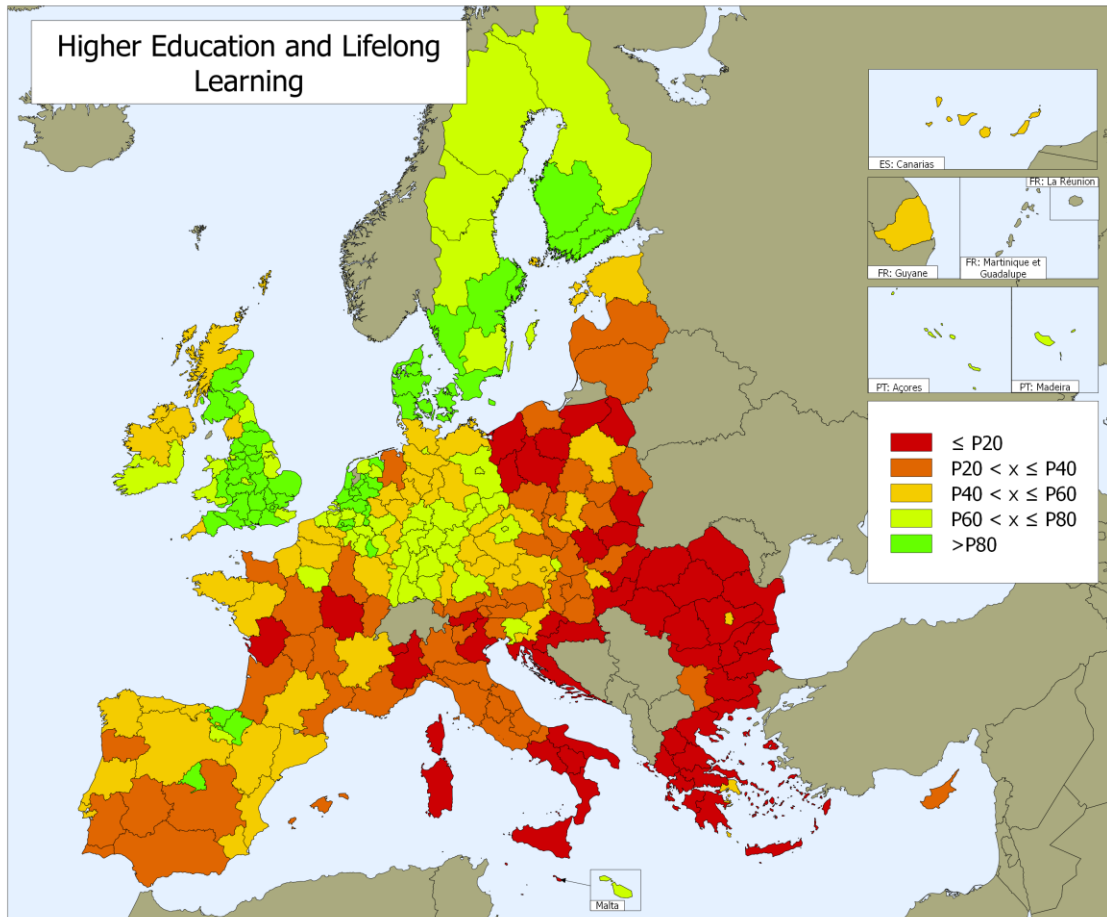 Higher Education and Lifelong
Learning
ES: Canarias
FR: La Réunion
FR: Guyane
FR: Martinique et
Guadalupe
PT: Açores
PT: Madeira
≤ P20
P20 < x ≤ P40
P40 < x ≤ P60
P60 < x ≤ P80
>P80
Malta